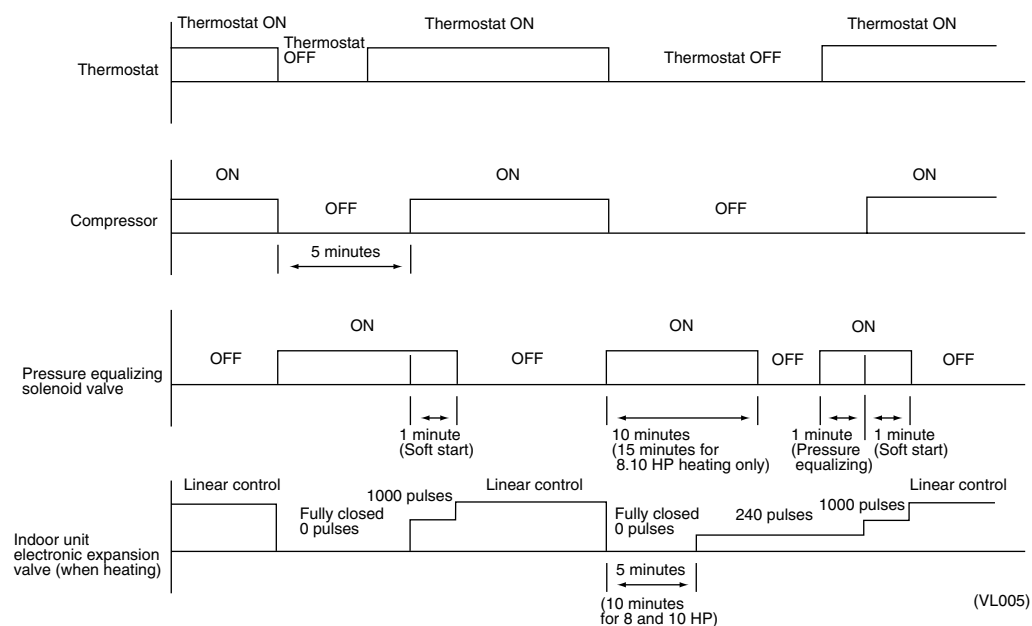 Thermostat ON
Thermostat
OFF
Thermostat ON
Thermostat OFF
Thermostat ON
Thermostat
ON
OFF
ON
OFF
ON
Compressor
5 minutes
ON
ON
ON
OFF
OFF
OFF
OFF
Pressure equalizing
solenoid valve
1 minute
(Soft start)
10 minutes
(15 minutes for
8.10 HP heating only)
1 minute
(Pressure
equalizing)
1 minute
(Soft start)
Linear control
Fully closed
0 pulses
1000 pulses
Linear control
Fully closed
0 pulses
240 pulses
1000 pulses
Linear control
Indoor unit
electronic expansion
valve (when heating)
5 minutes
(10 minutes
for 8 and 10 HP)
(VL005)